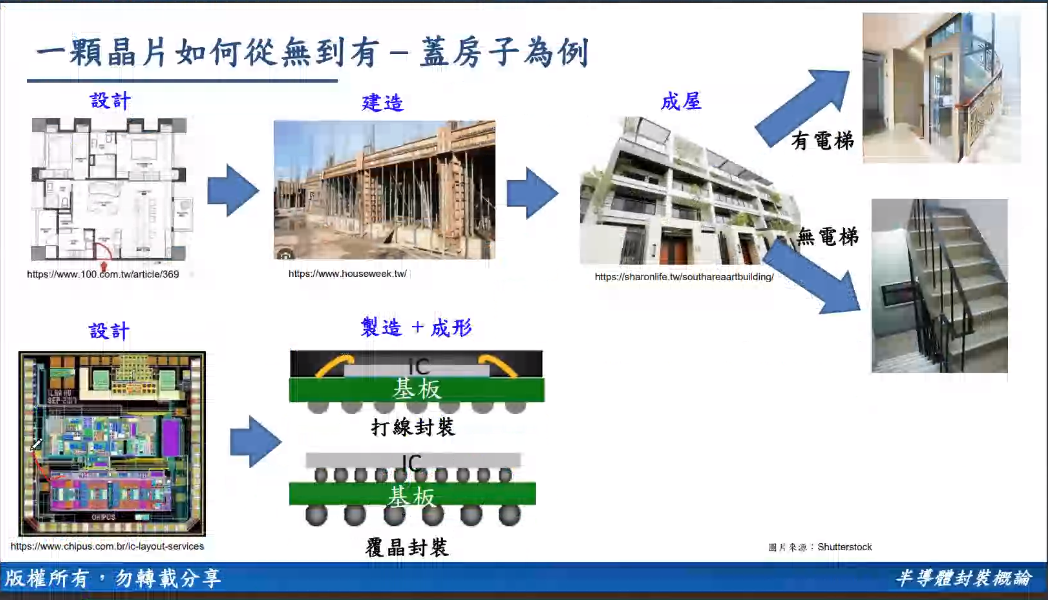 一顆晶片如何從無到有 – 蓋房子為例
設計
建造
成屋
有電梯
無電梯
https://www.100.com.tw/article/369
https://www.houseweek.tw/
https://sharonlife.tw/southareaartbuilding/
設計
製造 + 成形
IC
基板
打線封裝
IC
基板
覆晶封裝
CHIPUS
https://www.chipus.com.br/ic-layout-services
圖片來源：Shutterstock
版權所有，勿轉載分享
半導體封裝概論